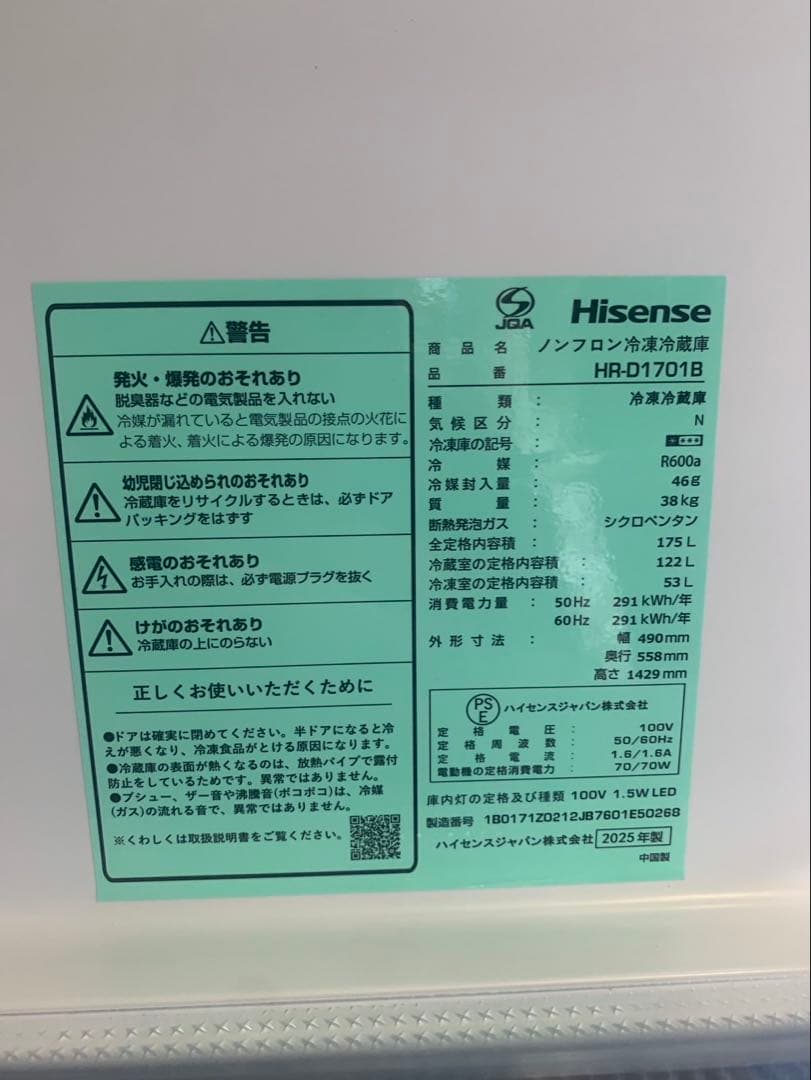 警告
発火・爆発のおそれあり
脱臭器などの電気製品を入れない
冷媒が漏れていると電気製品の接点の火花に
よる着火、着火による爆発の原因になります。
幼児閉じ込められのおそれあり
冷蔵庫をリサイクルするときは、必ずドア
パッキングをはずす
感電のおそれあり
お手入れの際は、必ず電源プラグを抜く
けがのおそれあり
冷蔵庫の上にのらない
正しくお使いいただくために
●ドアは確実に閉めてください。半ドアになると冷
えが悪くなり、冷凍食品がとける原因になります。
●冷蔵庫の表面が熱くなるのは、放熱パイプで露付
防止をしているためです。異常ではありません。
●プシュー、ザー音や沸騰音(ポコポコ)は、冷媒
(ガス)の流れる音で、異常ではありません。
※くわしくは取扱説明書をご覧ください。
JQA Hisense
商品名 ノンフロン冷凍冷蔵庫
品番 HR-D1701B
種類： 冷凍冷蔵庫
気候区分： N
冷凍庫の記号：
冷媒： R600a
冷媒封入量： 46g
質量： 38kg
断熱発泡ガス： シクロペンタン
全定格内容積： 175L
冷蔵室の定格内容積： 122L
冷凍室の定格内容積： 53L
消費電力量： 50Hz 291kWh/年
60Hz 291kWh/年
外形寸法： 幅 490mm
奥行 558mm
高さ 1429mm
PSE ハイセンスジャパン株式会社
定格電圧： 100V
定格周波数： 50/60Hz
定格電流： 1.6/1.6A
電動機の定格消費電力： 70/70W
庫内灯の定格及び種類 100V 1.5W LED
製造番号 1B0171Z0212JB7601E50268
ハイセンスジャパン株式会社 2025年製
中国製